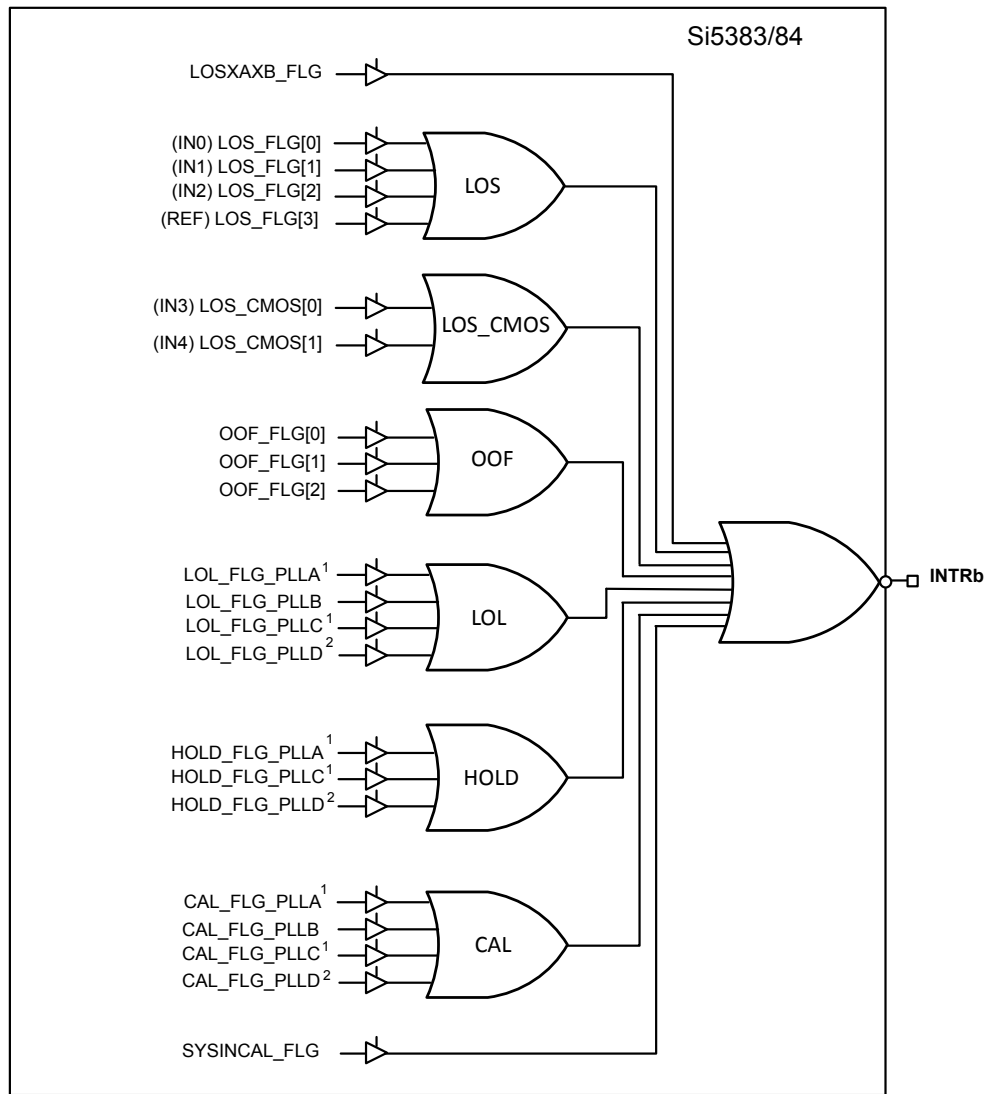 Si5383/84
LOSXAXB_FLG
(IN0) LOS_FLG[0]
(IN1) LOS_FLG[1]
(IN2) LOS_FLG[2]
(REF) LOS_FLG[3]
LOS
(IN3) LOS_CMOS[0]
(IN4) LOS_CMOS[1]
LOS_CMOS
OOF_FLG[0]
OOF_FLG[1]
OOF_FLG[2]
OOF
LOL_FLG_PLLA¹
LOL_FLG_PLLB
LOL_FLG_PLLC¹
LOL_FLG_PLLD²
LOL
INTRb
HOLD_FLG_PLLA¹
HOLD_FLG_PLLC¹
HOLD_FLG_PLLD²
HOLD
CAL_FLG_PLLA¹
CAL_FLG_PLLB
CAL_FLG_PLLC¹
CAL_FLG_PLLD²
CAL
SYSINCAL_FLG